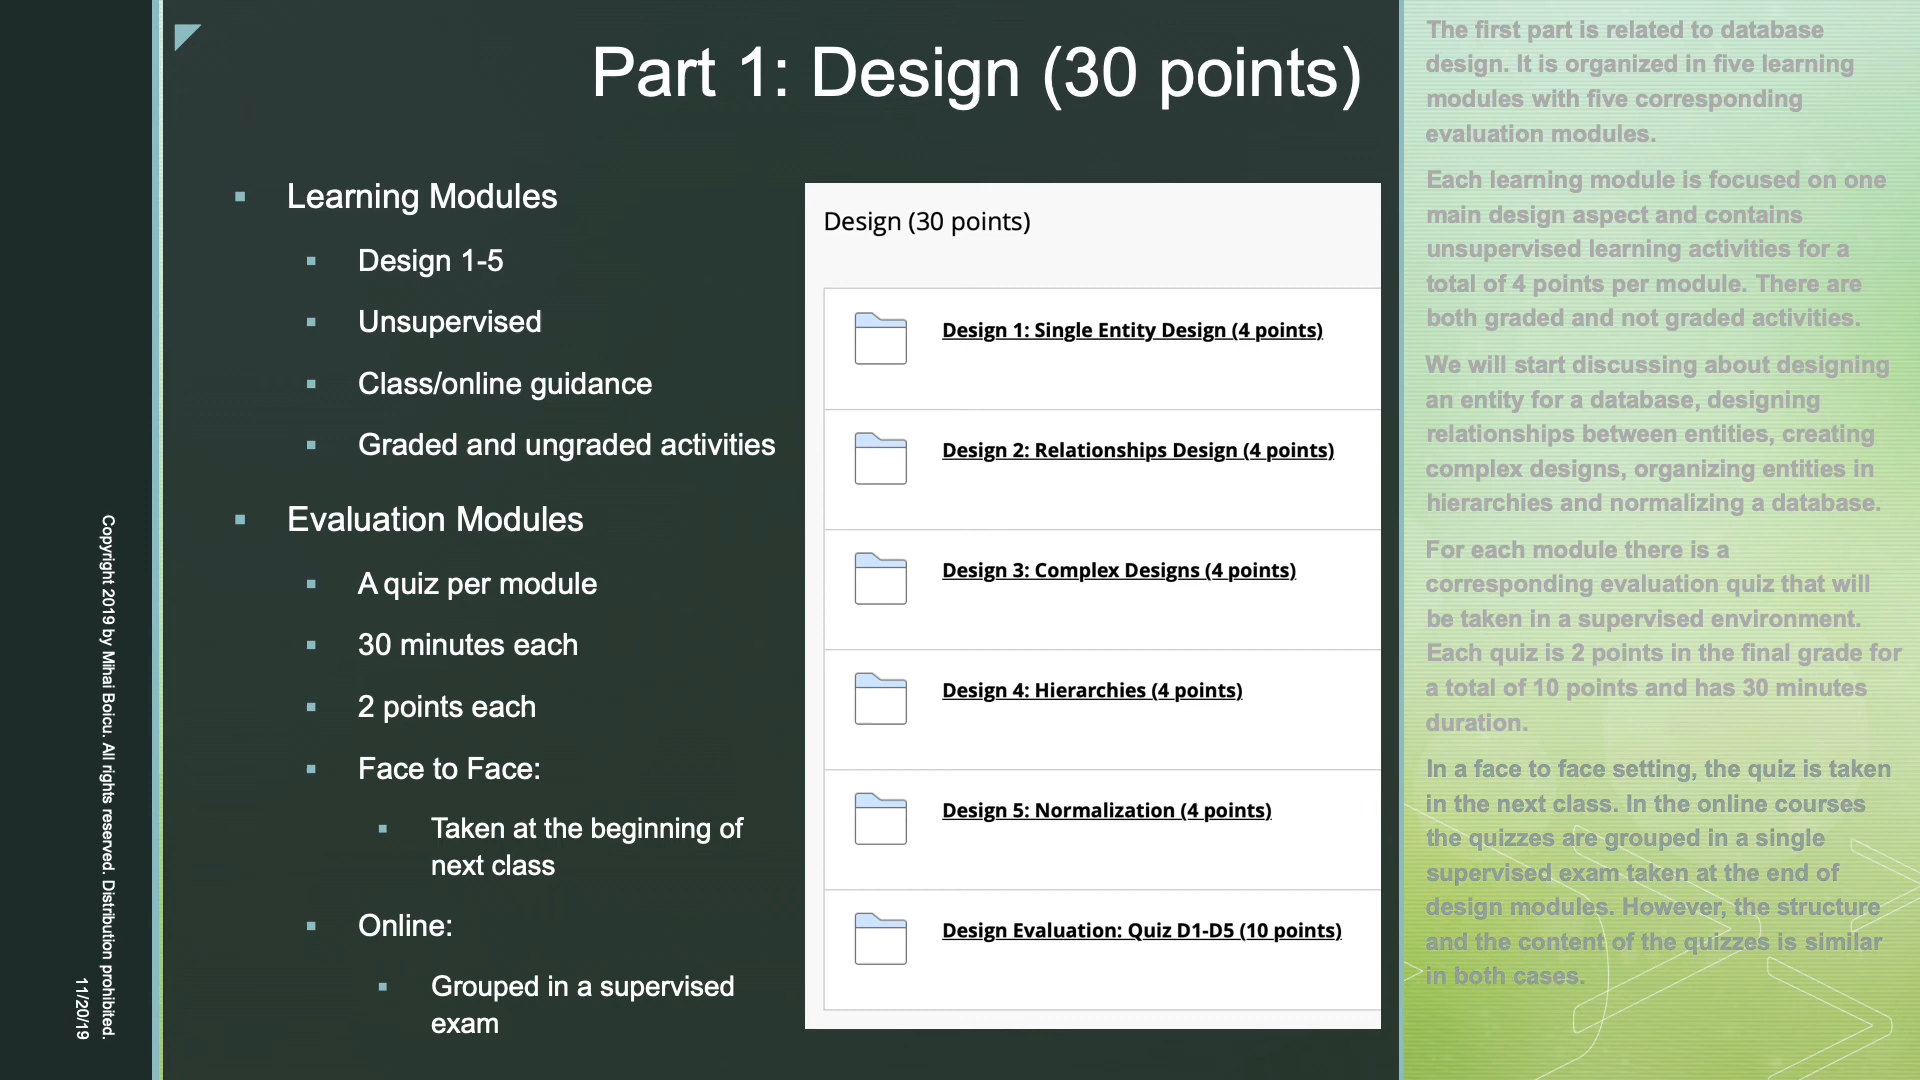 Part 1: Design (30 points)
Learning Modules
Design 1-5
Unsupervised
Class/online guidance
Graded and ungraded activities
Evaluation Modules
A quiz per module
30 minutes each
2 points each
Face to Face:
Taken at the beginning of
next class
Online:
Grouped in a supervised
exam
Design (30 points)
Design 1: Single Entity Design (4 points)
Design 2: Relationships Design (4 points)
Design 3: Complex Designs (4 points)
Design 4: Hierarchies (4 points)
Design 5: Normalization (4 points)
Design Evaluation: Quiz D1-D5 (10 points)
The first part is related to database
design. It is organized in five learning
modules with five corresponding
evaluation modules.
Each learning module is focused on one
main design aspect and contains
unsupervised learning activities for a
total of 4 points per module. There are
both graded and not graded activities.
We will start discussing about designing
an entity for a database, designing
relationships between entities, creating
complex designs, organizing entities in
hierarchies and normalizing a database.
For each module there is a
corresponding evaluation quiz that will
be taken in a supervised environment.
Each quiz is 2 points in the final grade for
a total of 10 points and has 30 minutes
duration.
In a face to face setting, the quiz is taken
in the next class. In the online courses
the quizzes are grouped in a single
supervised exam taken at the end of
design modules. However, the structure
and the content of the quizzes is similar
in both cases.
Copyright 2019 by Mihai Boicu. All rights reserved. Distribution prohibited.
11/20/19